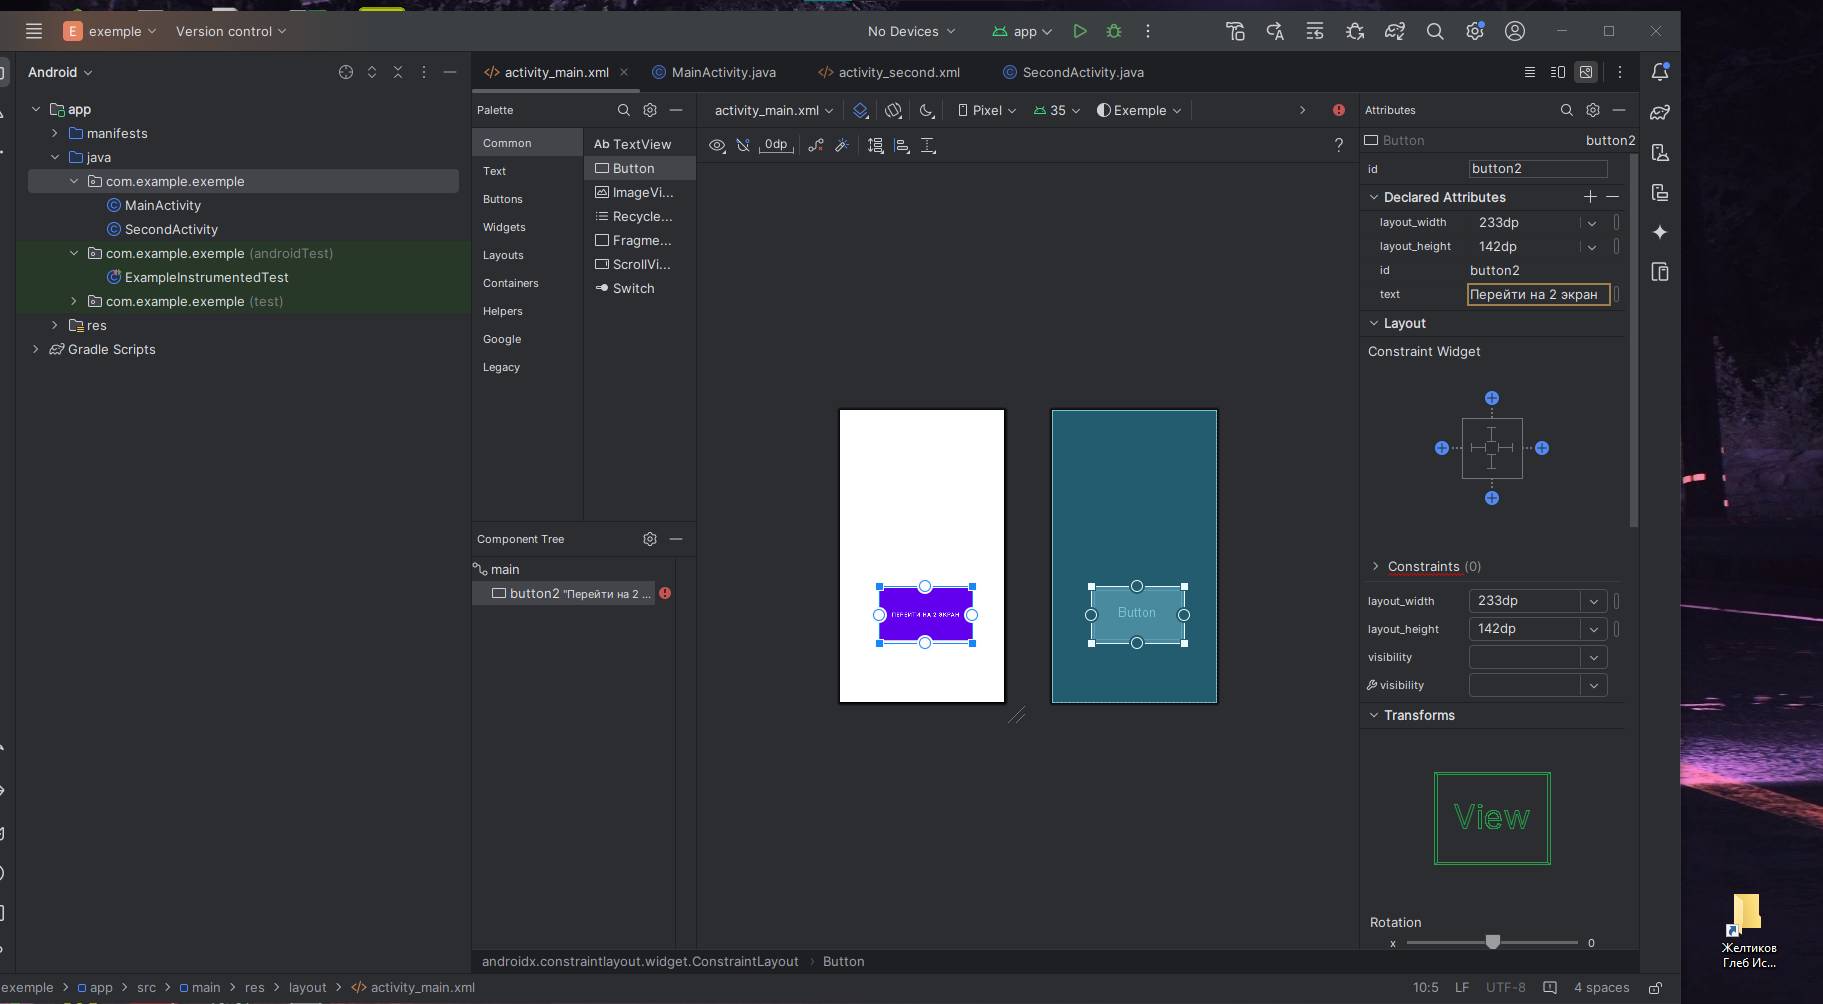 E exemple Version control
No Devices app
Android
activity_main.xml MainActivity.java activity_second.xml SecondActivity.java
app
manifests
java
com.example.exemple
MainActivity
SecondActivity
com.example.exemple (androidTest)
ExampleInstrumentedTest
com.example.exemple (test)
res
Gradle Scripts
Palette
Common
Text
Buttons
Widgets
Layouts
Containers
Helpers
Google
Legacy
Ab TextView
Button
ImageVi...
Recycle...
Fragme...
ScrollVi...
Switch
activity_main.xml Pixel 35 Exemple
0dp
?
Component Tree
main
button2 "Перейти на 2 ...
ПЕРЕЙТИ НА 2 ЭКРАН
Button
Attributes
Button button2
id button2
Declared Attributes
layout_width 233dp
layout_height 142dp
id button2
text Перейти на 2 экран
Layout
Constraint Widget
Constraints (0)
layout_width 233dp
layout_height 142dp
visibility
visibility
Transforms
View
Rotation
x 0
androidx.constraintlayout.widget.ConstraintLayout > Button
exemple > app > src > main > res > layout > activity_main.xml
10:5 LF UTF-8 4 spaces
Желтиков
Глеб Ис...